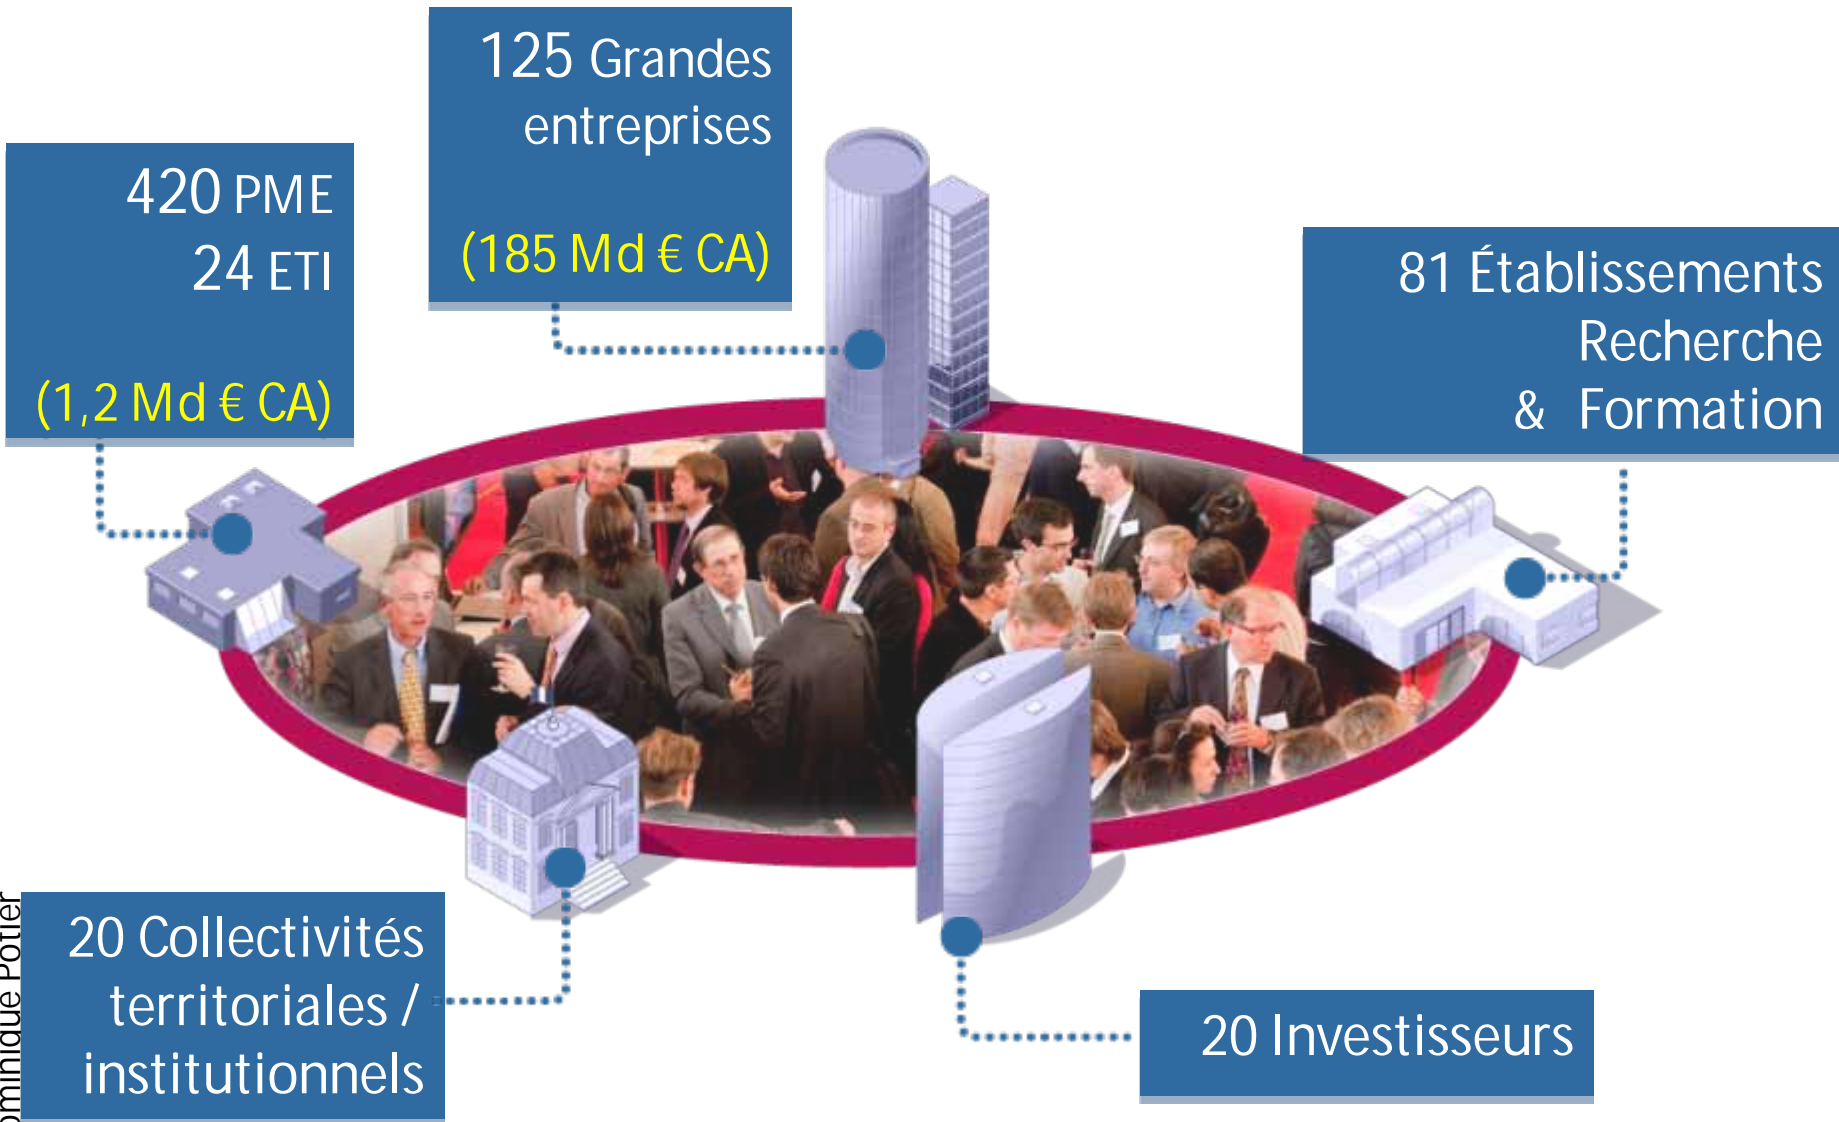 125 Grandes
entreprises
(185 Md € CA)
420 PME
24 ETI
(1,2 Md € CA)
81 Établissements
Recherche
& Formation
20 Collectivités
territoriales /
institutionnels
20 Investisseurs
Potier